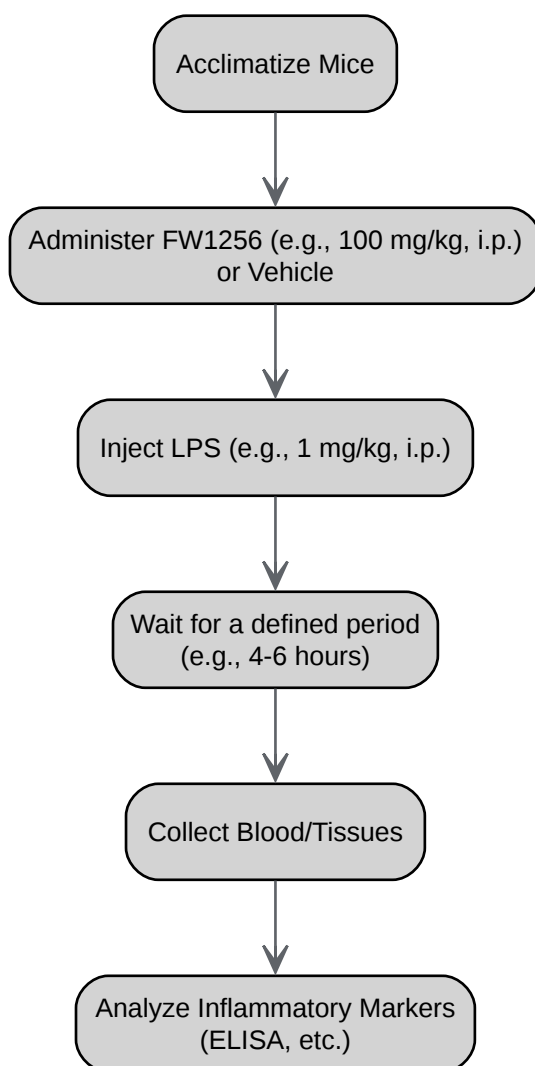 Acclimatize Mice
Administer FW1256 (e.g., 100 mg/kg, i.p.)
or Vehicle
Inject LPS (e.g., 1 mg/kg, i.p.)
Wait for a defined period
(e.g., 4-6 hours)
Collect Blood/Tissues
Analyze Inflammatory Markers
(ELISA, etc.)